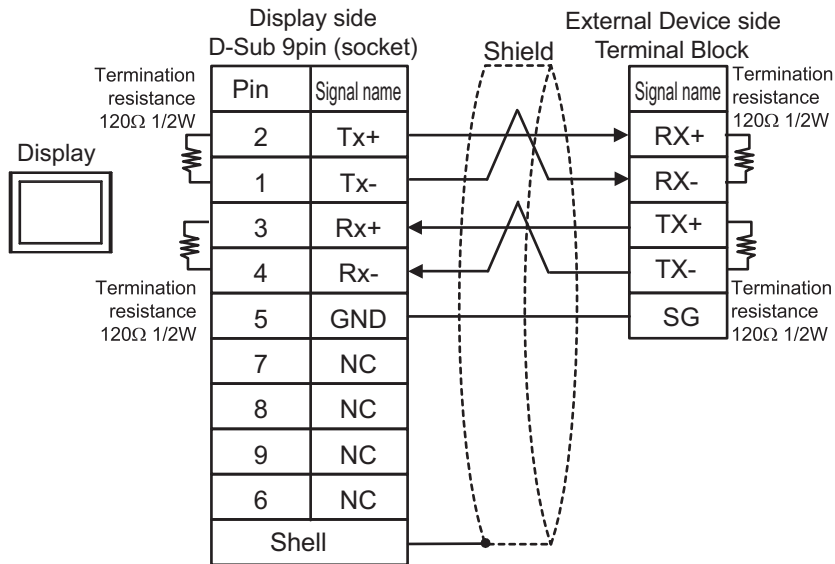 Display side
D-Sub 9pin (socket)
External Device side
Terminal Block
Shield
Display
Termination
resistance
120Ω 1/2W
Termination
resistance
120Ω 1/2W
Pin Signal name
2 Tx+
1 Tx-
3 Rx+
4 Rx-
5 GND
7 NC
8 NC
9 NC
6 NC
Shell
Signal name
RX+
RX-
TX+
TX-
SG
Termination
resistance
120Ω 1/2W
Termination
resistance
120Ω 1/2W